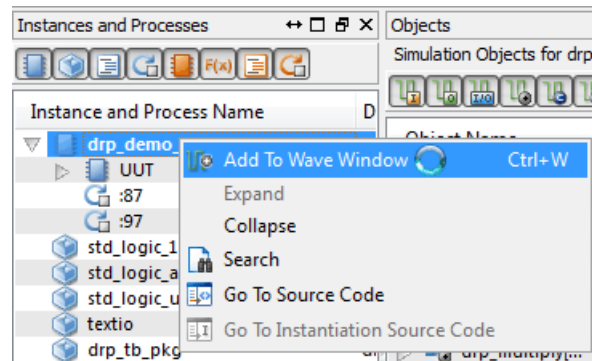 Instances and Processes
Objects
Simulation Objects for drp
F(x)
I/O
Instance and Process Name
D
Object Name
drp_demo_
Add To Wave Window Ctrl+W
UUT
Expand
:87
Collapse
:97
std_logic_1
Search
std_logic_a
std_logic_u
Go To Source Code
textio
Go To Instantiation Source Code
drp_tb_pkg
drp_multiply[...